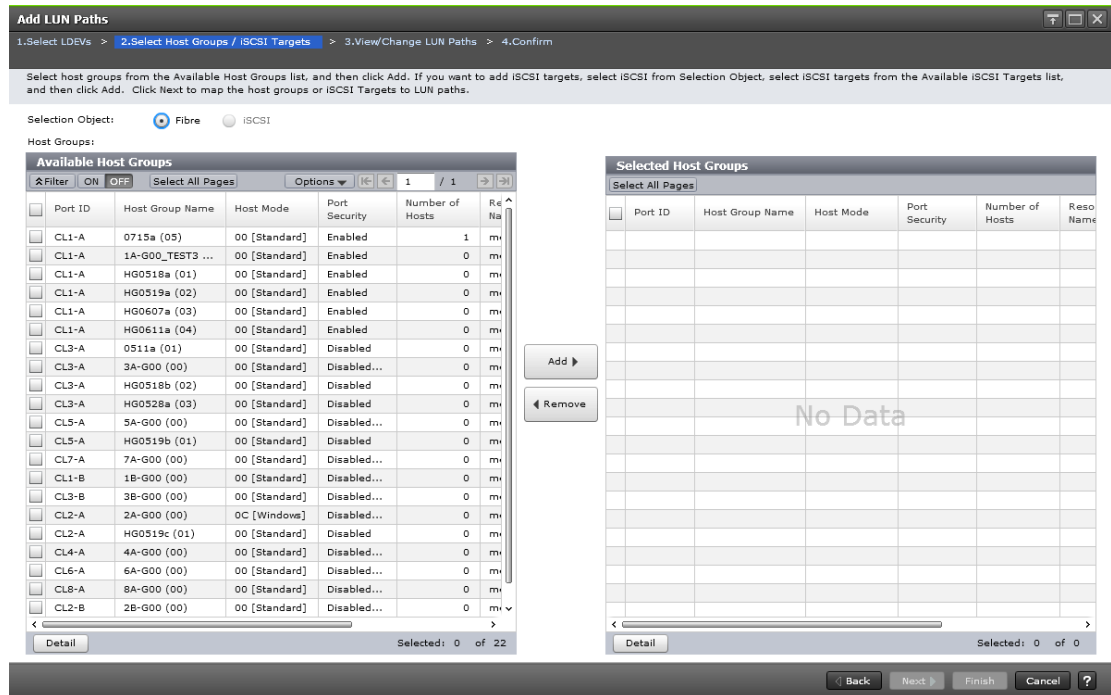 Add LUN Paths
1.Select LDEVs > 2.Select Host Groups / iSCSI Targets > 3.View/Change LUN Paths > 4.Confirm
Select host groups from the Available Host Groups list, and then click Add. If you want to add iSCSI targets, select iSCSI from Selection Object, select iSCSI targets from the Available iSCSI Targets list,
and then click Add. Click Next to map the host groups or iSCSI Targets to LUN paths.
Selection Object: Fibre iSCSI
Host Groups:
Available Host Groups
Filter ON OFF Select All Pages Options 1 / 1
Port ID Host Group Name Host Mode Port Security Number of Hosts Re Na
CL1-A 0715a (05) 00 [Standard] Enabled 1 m
CL1-A 1A-G00_TEST3 ... 00 [Standard] Enabled 0 m
CL1-A HG0518a (01) 00 [Standard] Enabled 0 m
CL1-A HG0519a (02) 00 [Standard] Enabled 0 m
CL1-A HG0607a (03) 00 [Standard] Enabled 0 m
CL1-A HG0611a (04) 00 [Standard] Enabled 0 m
CL3-A 0511a (01) 00 [Standard] Disabled 0 m
CL3-A 3A-G00 (00) 00 [Standard] Disabled... 0 m
CL3-A HG0518b (02) 00 [Standard] Disabled 0 m
CL3-A HG0528a (03) 00 [Standard] Disabled 0 m
CL5-A 5A-G00 (00) 00 [Standard] Disabled... 0 m
CL5-A HG0519b (01) 00 [Standard] Disabled 0 m
CL7-A 7A-G00 (00) 00 [Standard] Disabled... 0 m
CL1-B 1B-G00 (00) 00 [Standard] Disabled... 0 m
CL3-B 3B-G00 (00) 00 [Standard] Disabled... 0 m
CL2-A 2A-G00 (00) 0C [Windows] Disabled... 0 m
CL2-A HG0519c (01) 00 [Standard] Disabled... 0 m
CL4-A 4A-G00 (00) 00 [Standard] Disabled... 0 m
CL6-A 6A-G00 (00) 00 [Standard] Disabled... 0 m
CL8-A 8A-G00 (00) 00 [Standard] Disabled... 0 m
CL2-B 2B-G00 (00) 00 [Standard] Disabled... 0 m
Detail Selected: 0 of 22
Add
Remove
Selected Host Groups
Select All Pages
Port ID Host Group Name Host Mode Port Security Number of Hosts Reso Name
No Data
Detail Selected: 0 of 0
Back Next Finish Cancel ?